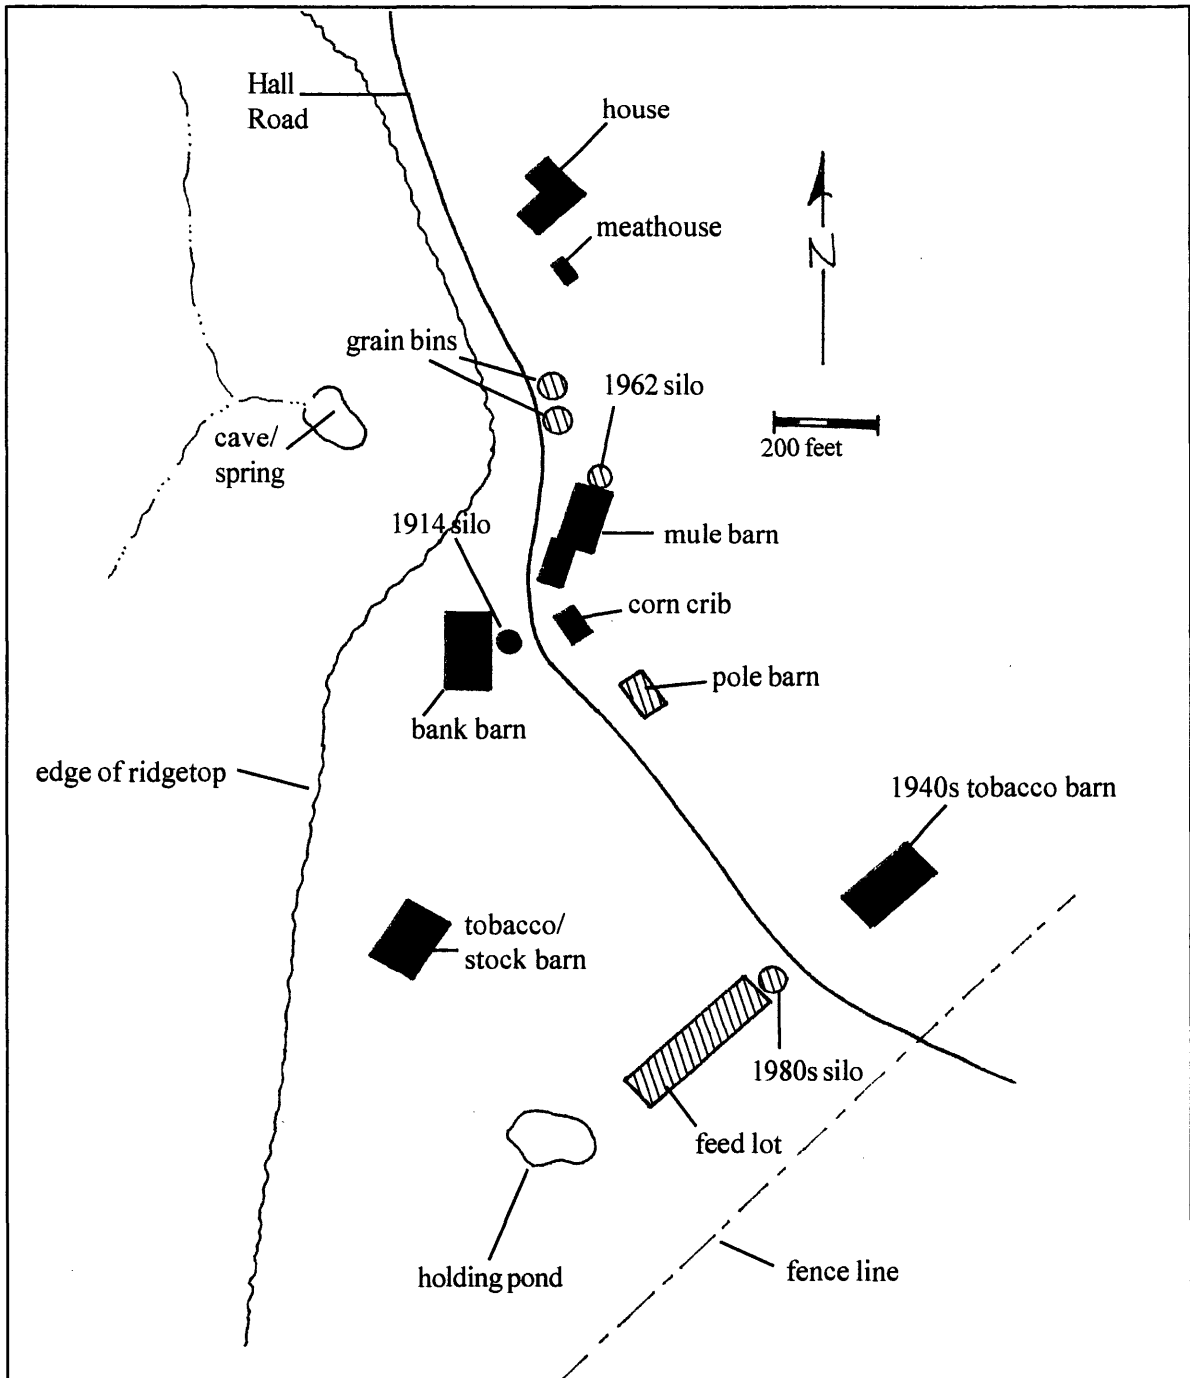 Hall
Road
house
meathouse
N
grain bins
1962 silo
200 feet
cave/
spring
1914 silo
mule barn
corn crib
pole barn
bank barn
edge of ridgetop
1940s tobacco barn
tobacco/
stock barn
1980s silo
feed lot
holding pond
fence line